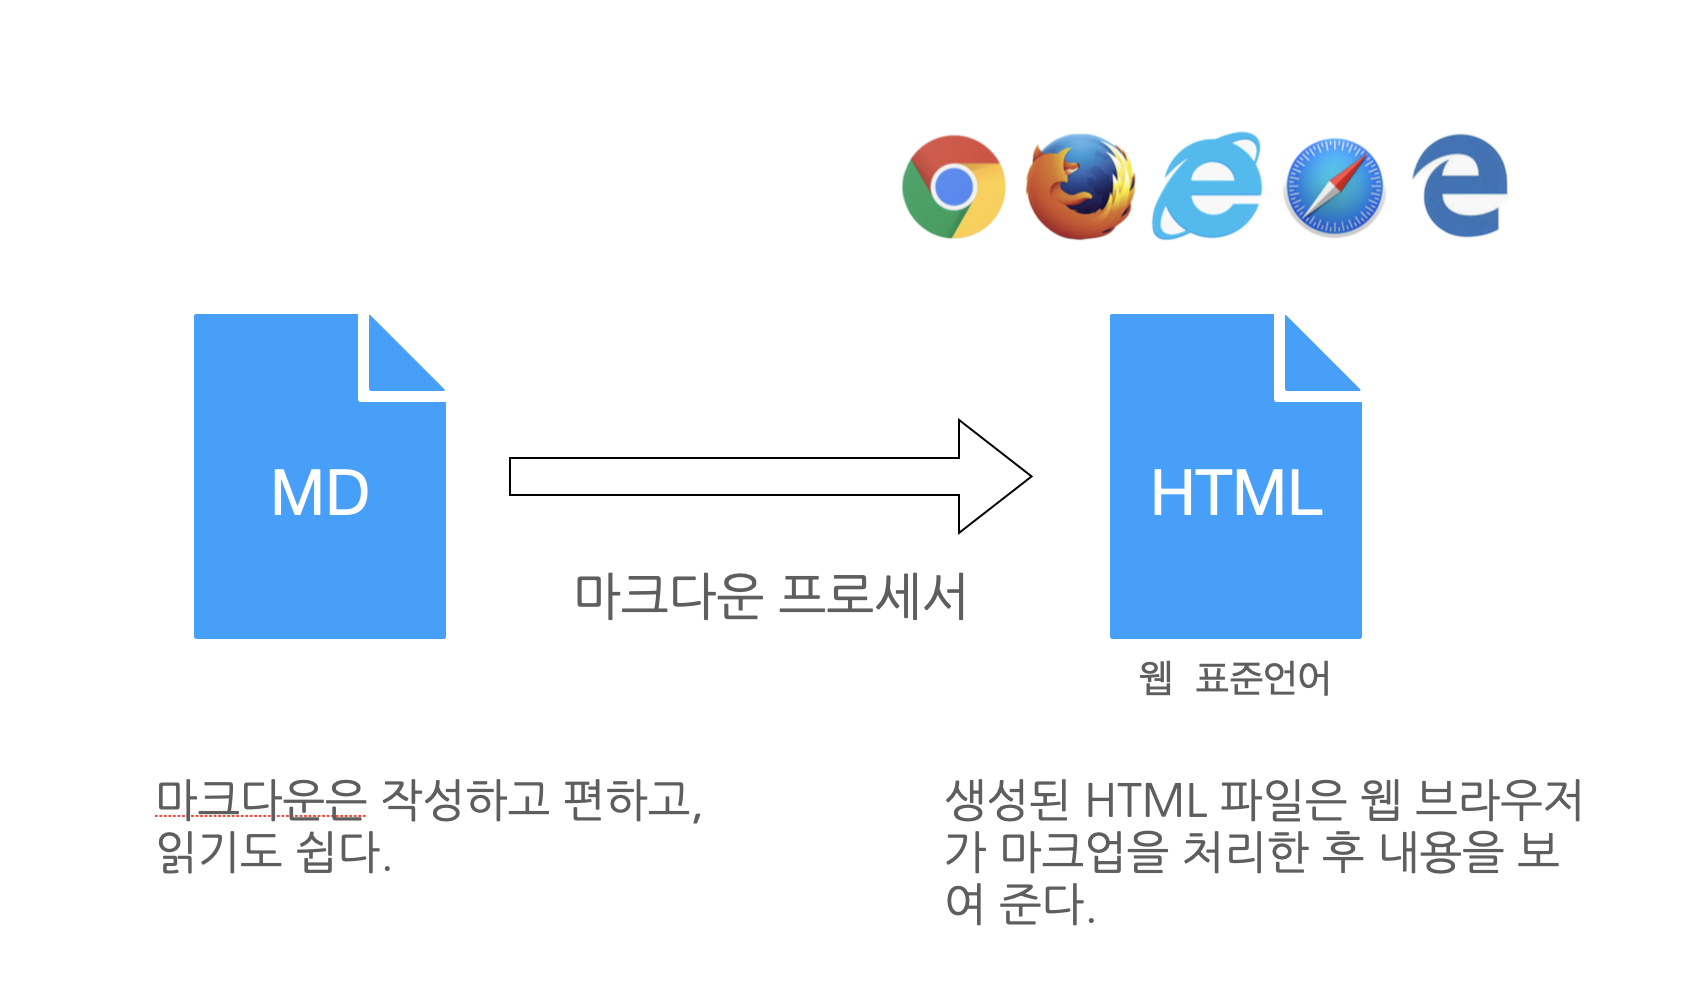 MD
HTML
마크다운 프로세서
웹 표준언어
마크다운은 작성하고 편하고,
읽기도 쉽다.
생성된 HTML 파일은 웹 브라우저
가 마크업을 처리한 후 내용을 보
여 준다.